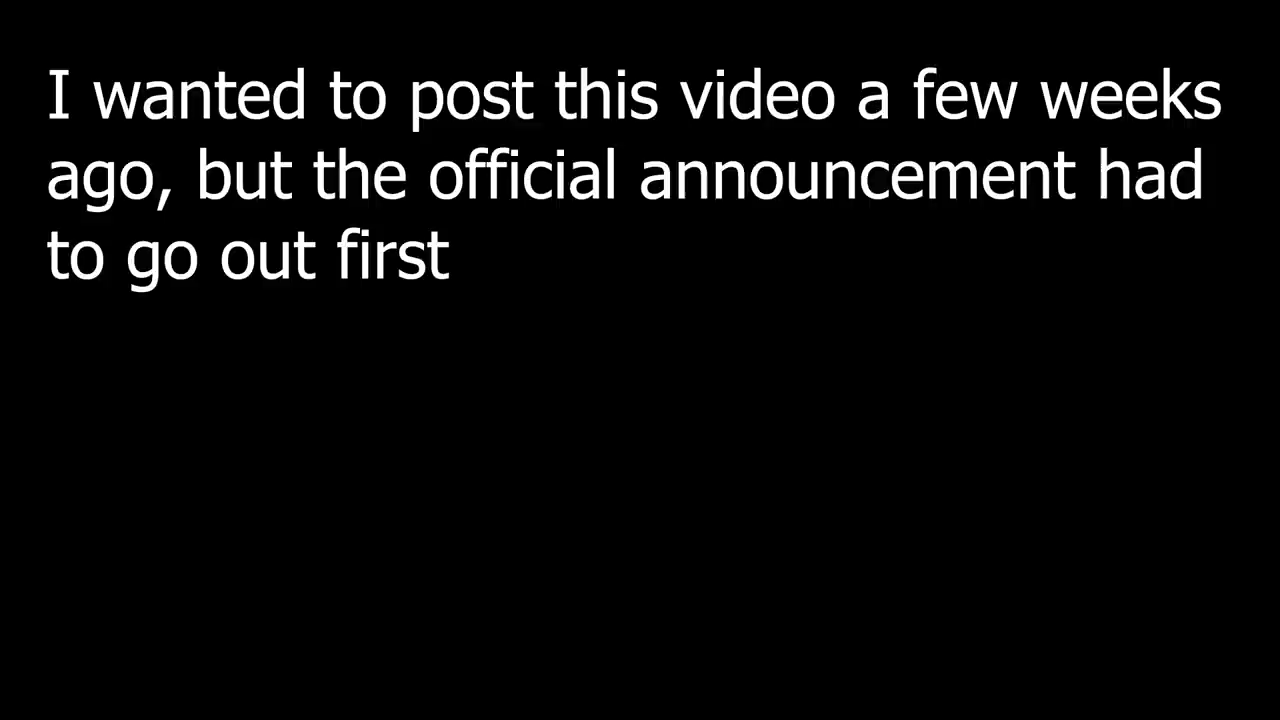 I wanted to post this video a few weeks
ago, but the official announcement had
to go out first